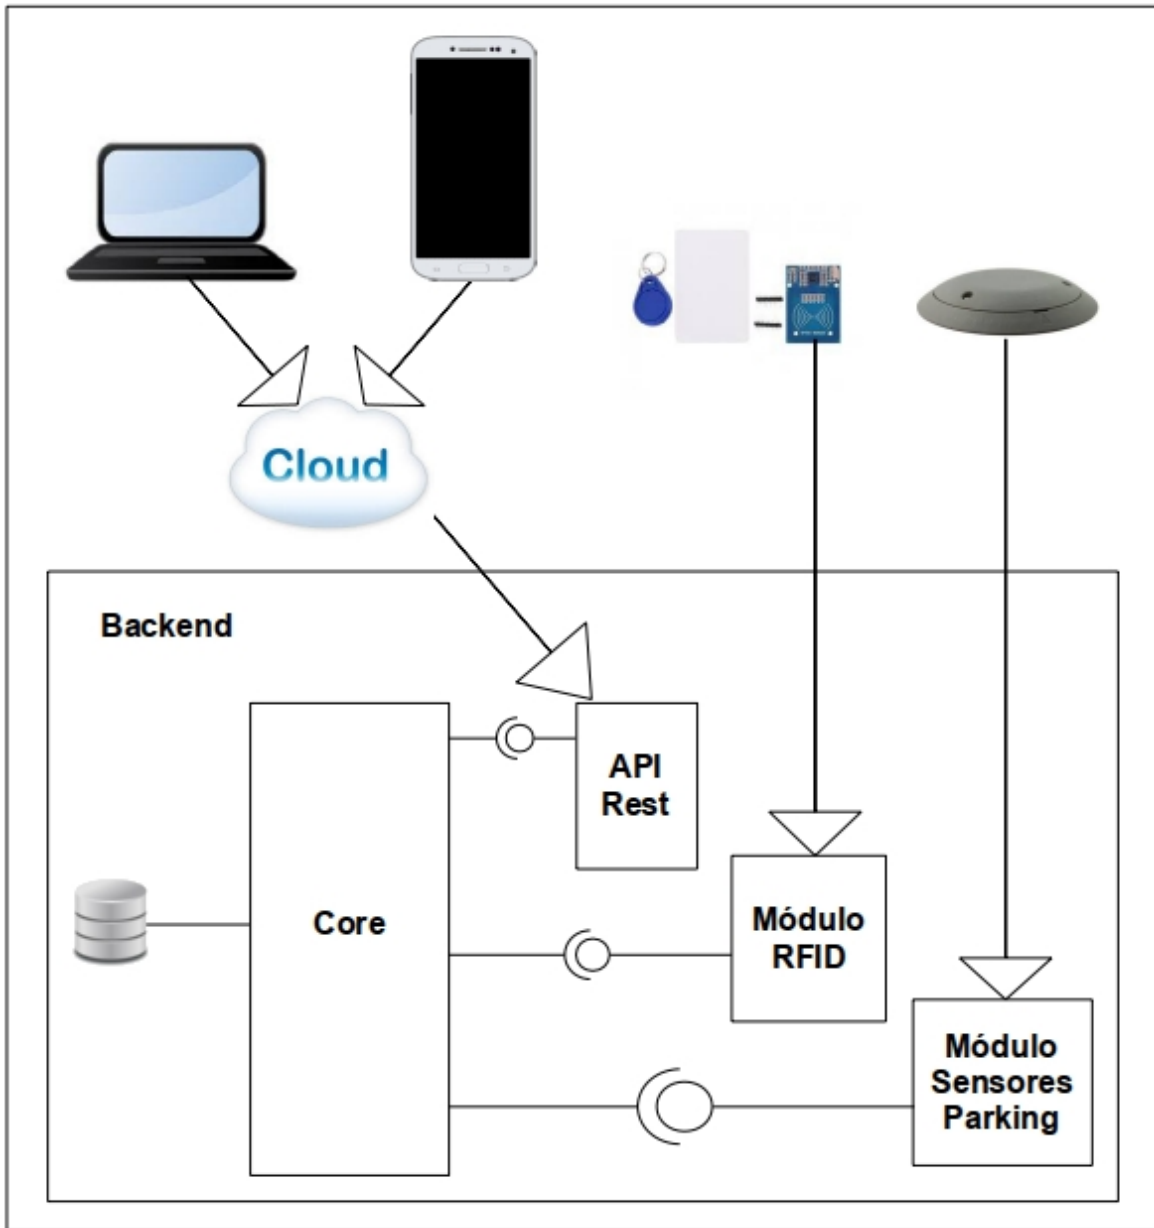 Cloud
Backend
API
Rest
Core
Módulo
RFID
Módulo
Sensores
Parking